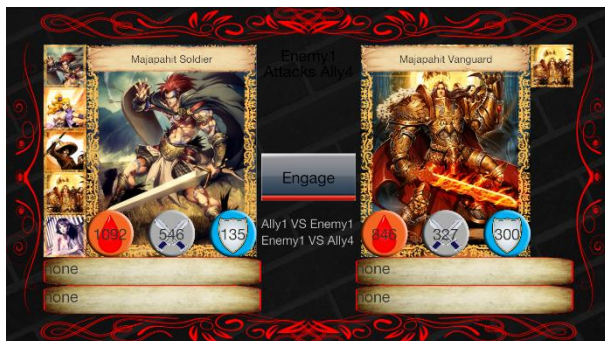 Majapahit Soldier
Enemy1
Attacks Ally4
Majapahit Vanguard
Engage
Ally1 VS Enemy1
Enemy1 VS Ally4
1092
546
135
846
327
300
none
none
none
none